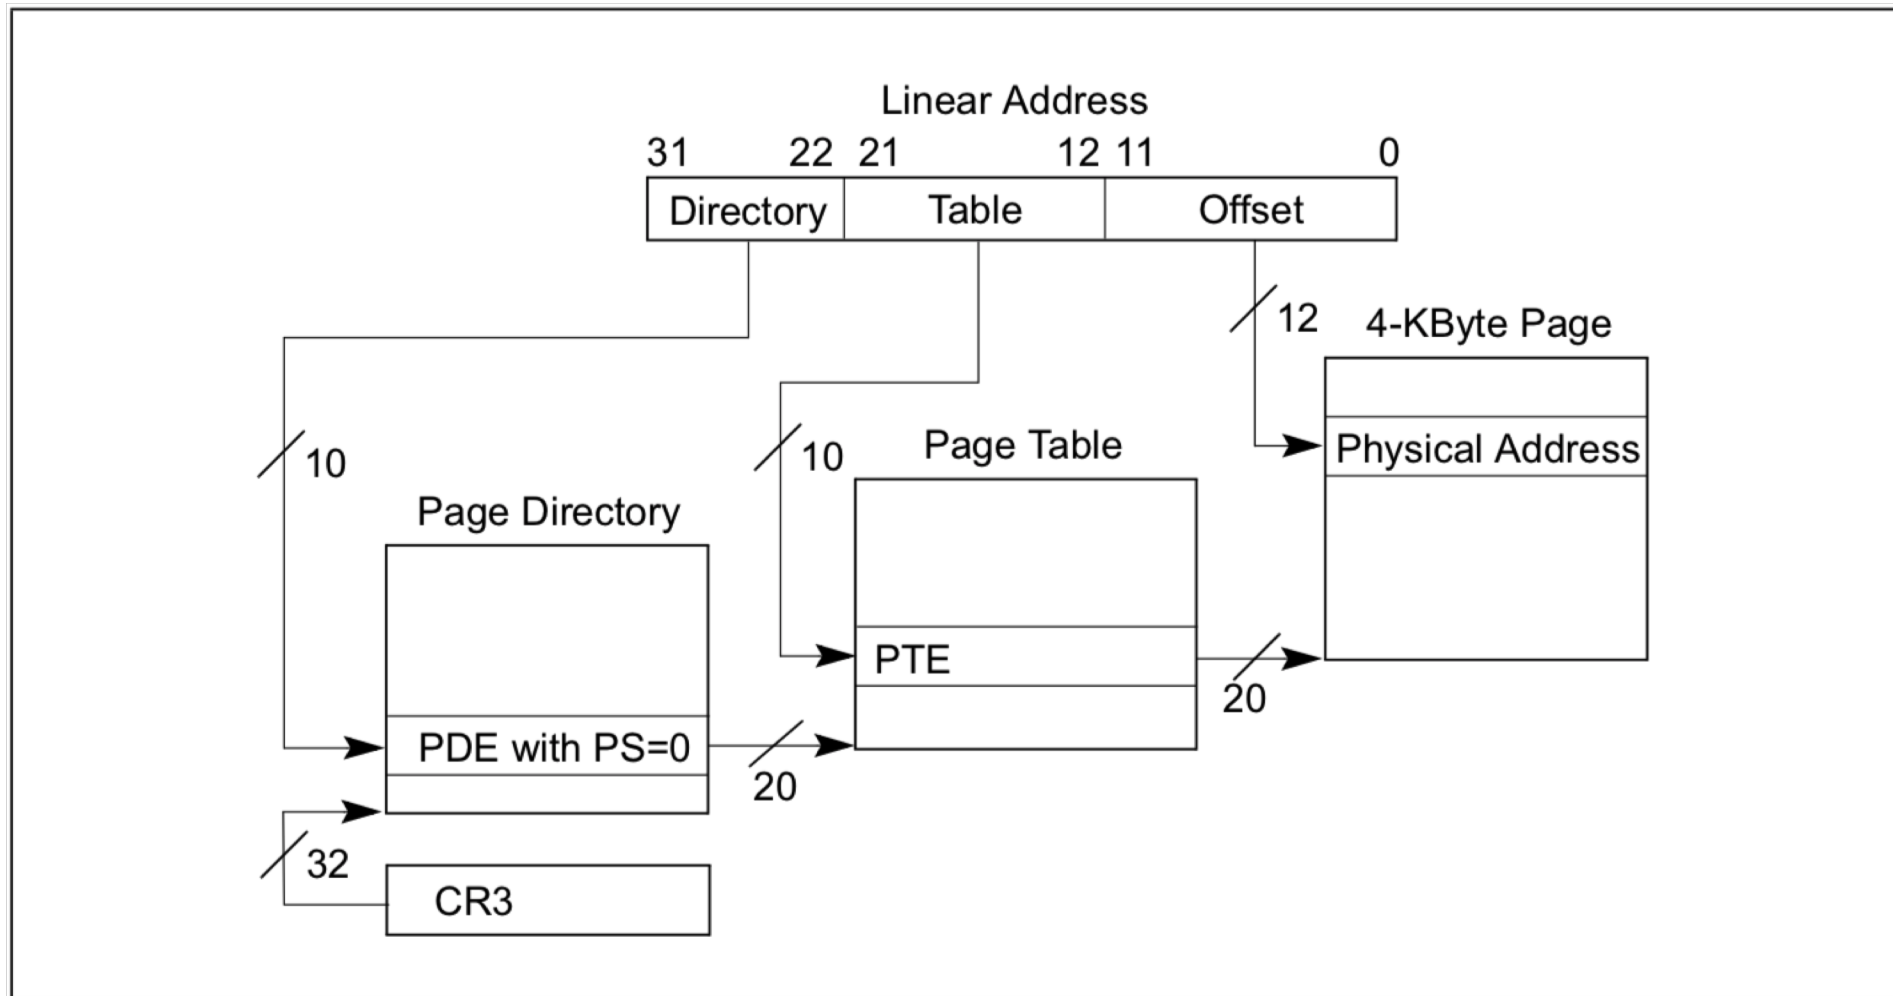 Linear Address
31 22 21 12 11 0
Directory Table Offset
12
4-KByte Page
10
10
Page Table
Physical Address
Page Directory
PTE
20
PDE with PS=0
20
32
CR3